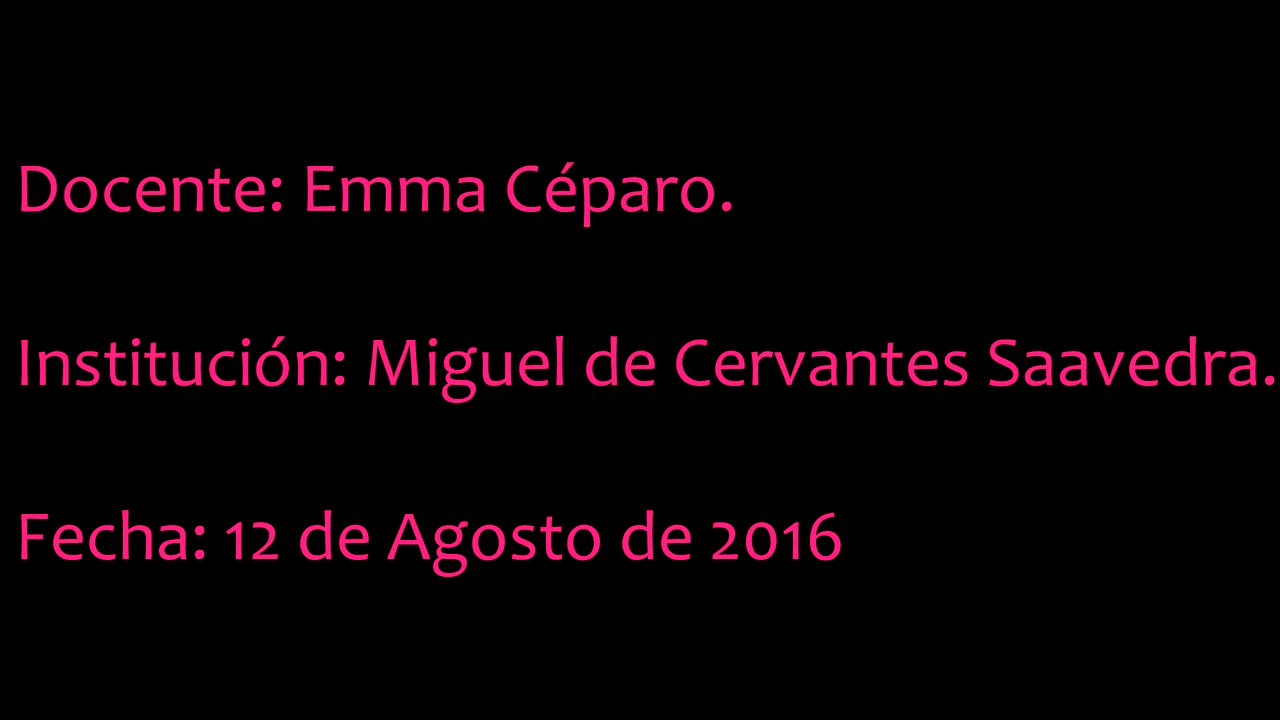 Docente: Emma Céparo.
Institución: Miguel de Cervantes Saavedra.
Fecha: 12 de Agosto de 2016